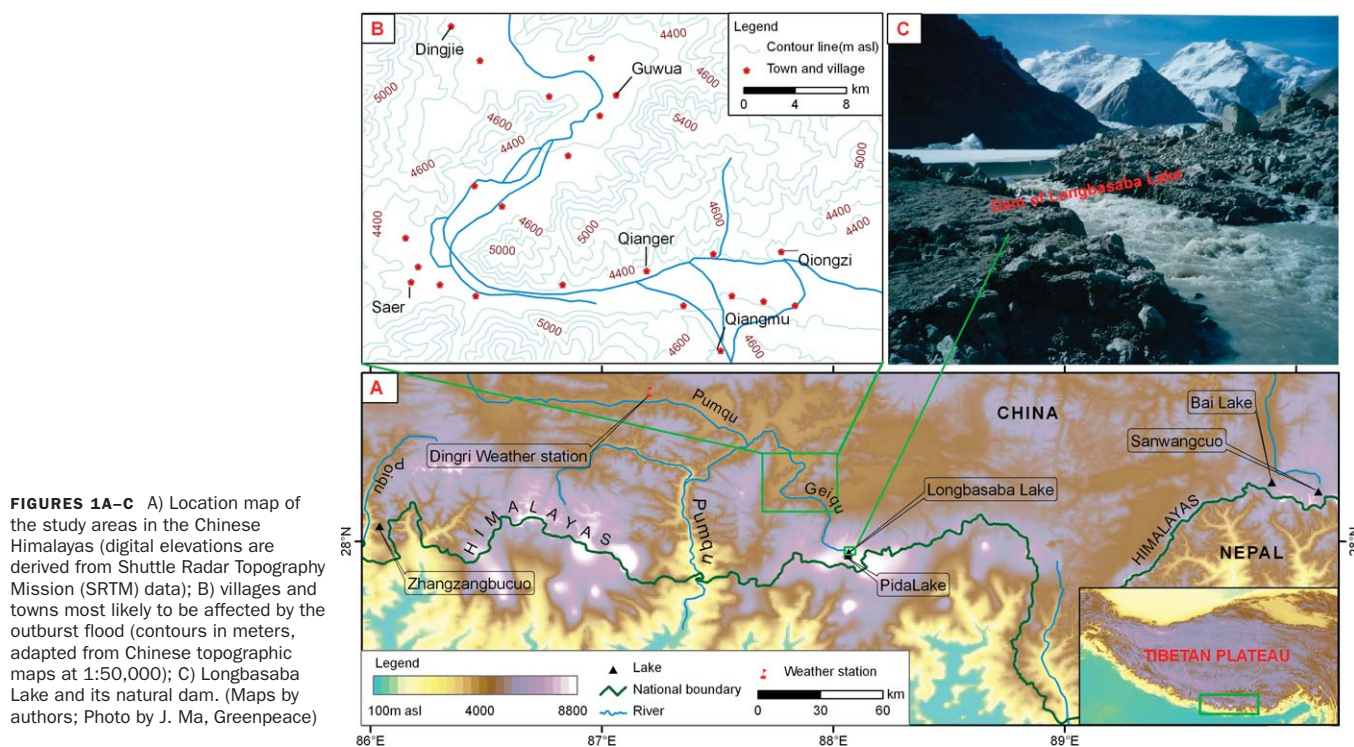 FIGURES 1A–C A) Location map of
the study areas in the Chinese
Himalayas (digital elevations are
derived from Shuttle Radar Topography
Mission (SRTM) data); B) villages and
towns most likely to be affected by the
outburst flood (contours in meters,
adapted from Chinese topographic
maps at 1:50,000); C) Longbasaba
Lake and its natural dam. (Maps by
authors; Photo by J. Ma, Greenpeace)
B
Legend
Contour line(m asl)
Town and village
km
0 4 8
Dingjie
Guwua
4400
4600
5000
5400
4600
4400
4600
5000
4600
4400
4600
5000
5000
4400
4400
4600
Qianger
4400
Qiongzi
Saer
Qiangmu
5000
4600
4600
C
Dam of Longbasaba Lake
A
Pumqu
CHINA
Bai Lake
Sanwangcuo
Dingri Weather station
Poiqu
Geiqu
Longbasaba Lake
Pumqu
HIMALAYAS
HIMALAYAS
28°N
28°N
NEPAL
Zhangzangbucuo
PidaLake
TIBETAN PLATEAU
Legend
100m asl 4000 8800
Lake
National boundary
River
Weather station
km
0 30 60
86°E 87°E 88°E 89°E